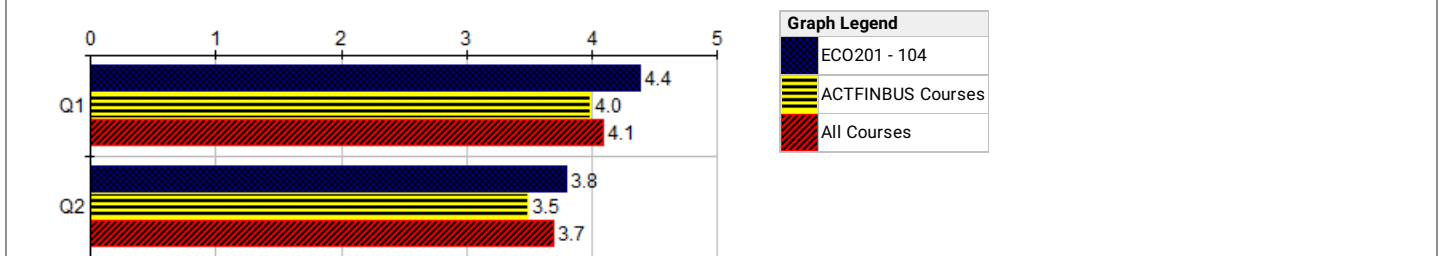 0 1 2 3 4 5
Q1
4.4
4.0
4.1
Q2
3.8
3.5
3.7
Graph Legend
ECO201 - 104
ACTFINBUS Courses
All Courses